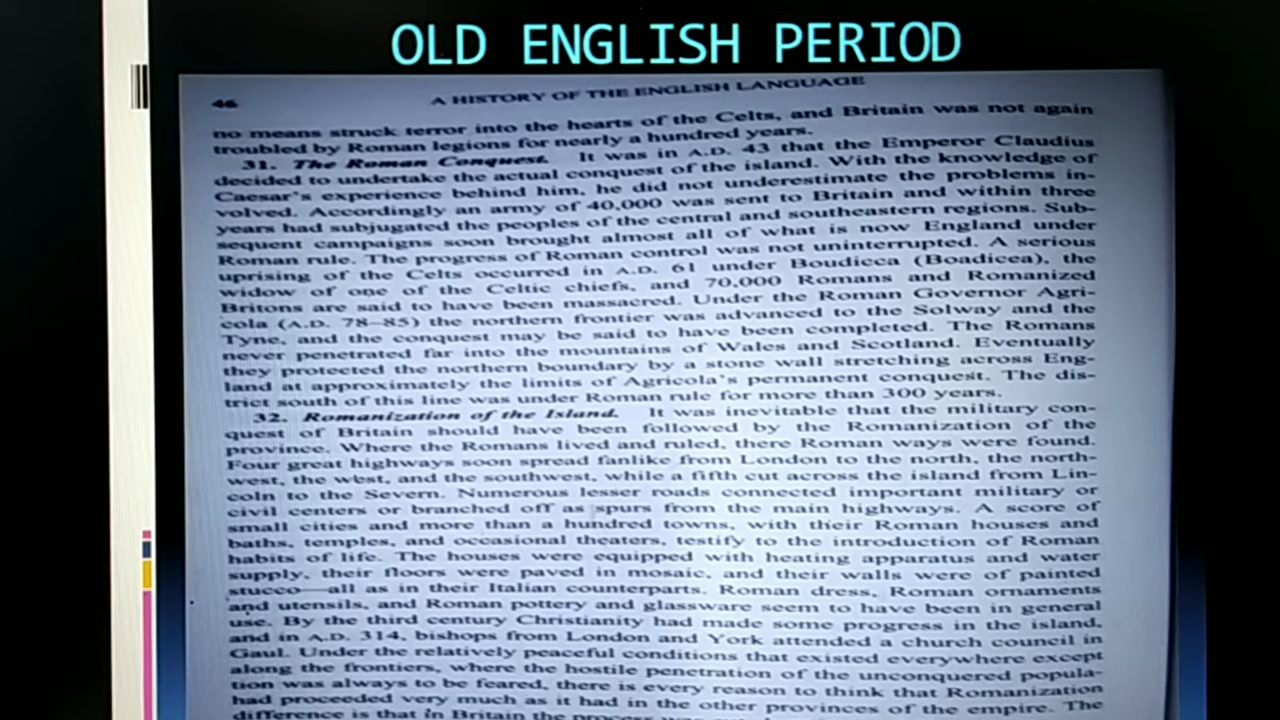 OLD ENGLISH PERIOD
46
A HISTORY OF THE ENGLISH LANGUAGE
no means struck terror into the hearts of the Celts, and Britain was not again
troubled by Roman legions for nearly a hundred years.
31. The Roman Conquest. It was in A.D. 43 that the Emperor Claudius
decided to undertake the actual conquest of the island. With the knowledge of
Caesar's experience behind him, he did not underestimate the problems in-
volved. Accordingly an army of 40,000 was sent to Britain and within three
years had subjugated the peoples of the central and southeastern regions. Sub-
sequent campaigns soon brought almost all of what is now England under
Roman rule. The progress of Roman control was not uninterrupted. A serious
uprising of the Celts occurred in A.D. 61 under Boudicca (Boadicea), the
widow of one of the Celtic chiefs, and 70,000 Romans and Romanized
Britons are said to have been massacred. Under the Roman Governor Agri-
cola (A.D. 78–85) the northern frontier was advanced to the Solway and the
Tyne, and the conquest may be said to have been completed. The Romans
never penetrated far into the mountains of Wales and Scotland. Eventually
they protected the northern boundary by a stone wall stretching across Eng-
land at approximately the limits of Agricola's permanent conquest. The dis-
trict south of this line was under Roman rule for more than 300 years.
32. Romanization of the Island. It was inevitable that the military con-
quest of Britain should have been followed by the Romanization of the
province. Where the Romans lived and ruled, there Roman ways were found.
Four great highways soon spread fanlike from London to the north, the north-
west, the west, and the southwest, while a fifth cut across the island from Lin-
coln to the Severn. Numerous lesser roads connected important military or
civil centers or branched off as spurs from the main highways. A score of
small cities and more than a hundred towns, with their Roman houses and
baths, temples, and occasional theaters, testify to the introduction of Roman
habits of life. The houses were equipped with heating apparatus and water
supply, their floors were paved in mosaic, and their walls were of painted
stucco—all as in their Italian counterparts. Roman dress, Roman ornaments
and utensils, and Roman pottery and glassware seem to have been in general
use. By the third century Christianity had made some progress in the island,
and in A.D. 314, bishops from London and York attended a church council in
Gaul. Under the relatively peaceful conditions that existed everywhere except
along the frontiers, where the hostile penetration of the unconquered popula-
tion was always to be feared, there is every reason to think that Romanization
had proceeded very much as it had in the other provinces of the empire. The
difference is that in Britain the process was